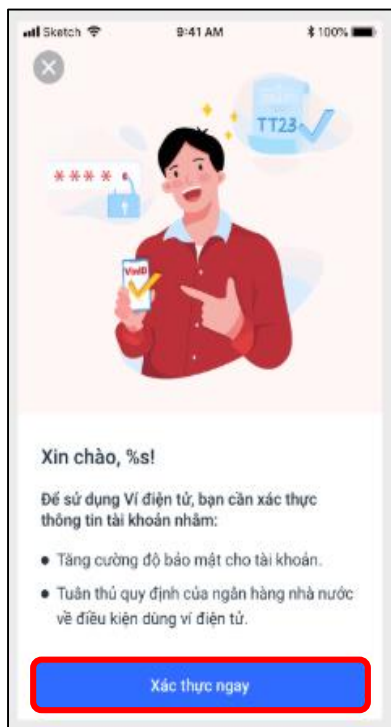 Sketch 9:41 AM 100%
TT23
****
VinID
Xin chào, %s!
Để sử dụng Ví điện tử, bạn cần xác thực
thông tin tài khoản nhằm:
Tăng cường độ bảo mật cho tài khoản.
Tuân thủ quy định của ngân hàng nhà nước
về điều kiện dùng ví điện tử.
Xác thực ngay